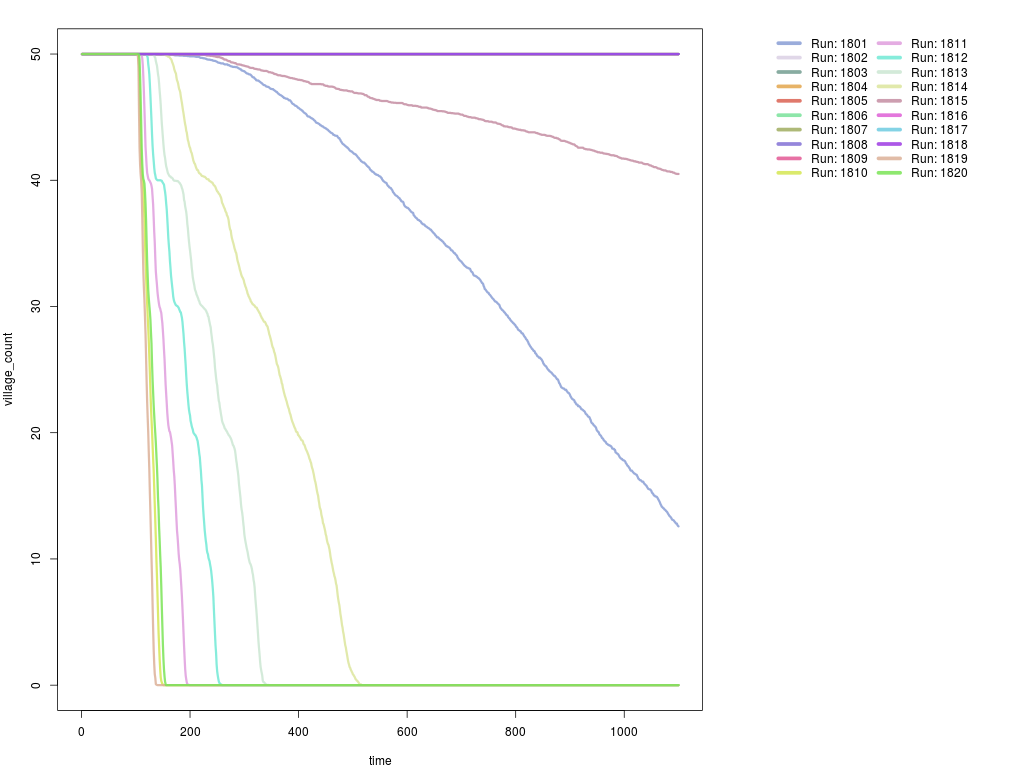 50
40
30
20
10
0
village_count
0 200 400 600 800 1000
time
Run: 1801 Run: 1811
Run: 1802 Run: 1812
Run: 1803 Run: 1813
Run: 1804 Run: 1814
Run: 1805 Run: 1815
Run: 1806 Run: 1816
Run: 1807 Run: 1817
Run: 1808 Run: 1818
Run: 1809 Run: 1819
Run: 1810 Run: 1820